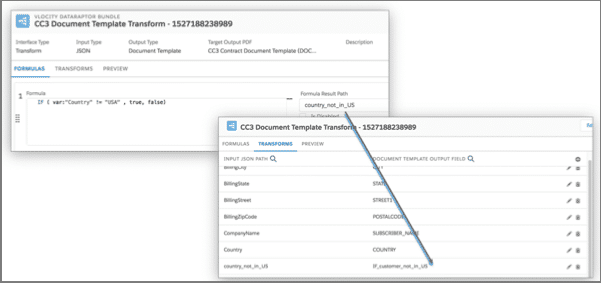 VLOCITY DATARAPTOR BUNDLE
CC3 Document Template Transform - 1527188238989
Interface Type Input Type Output Type Target Output PDF Description
Transform JSON Document Template CC3 Contract Document Template (DOC...
FORMULAS TRANSFORMS PREVIEW
Formula Formula Result Path
1 IF ( var:"Country" != "USA" , true, false) country_not_in_US
Is Disabled
CC3 Document Template Transform - 1527188238989
FORMULAS TRANSFORMS PREVIEW
INPUT JSON PATH DOCUMENT TEMPLATE OUTPUT FIELD
BillingCity CITY
BillingState STATE
BillingStreet STREET1
BillingZipCode POSTALCODE
CompanyName SUBSCRIBER_NAME
Country COUNTRY
country_not_in_US IF_customer_not_in_US